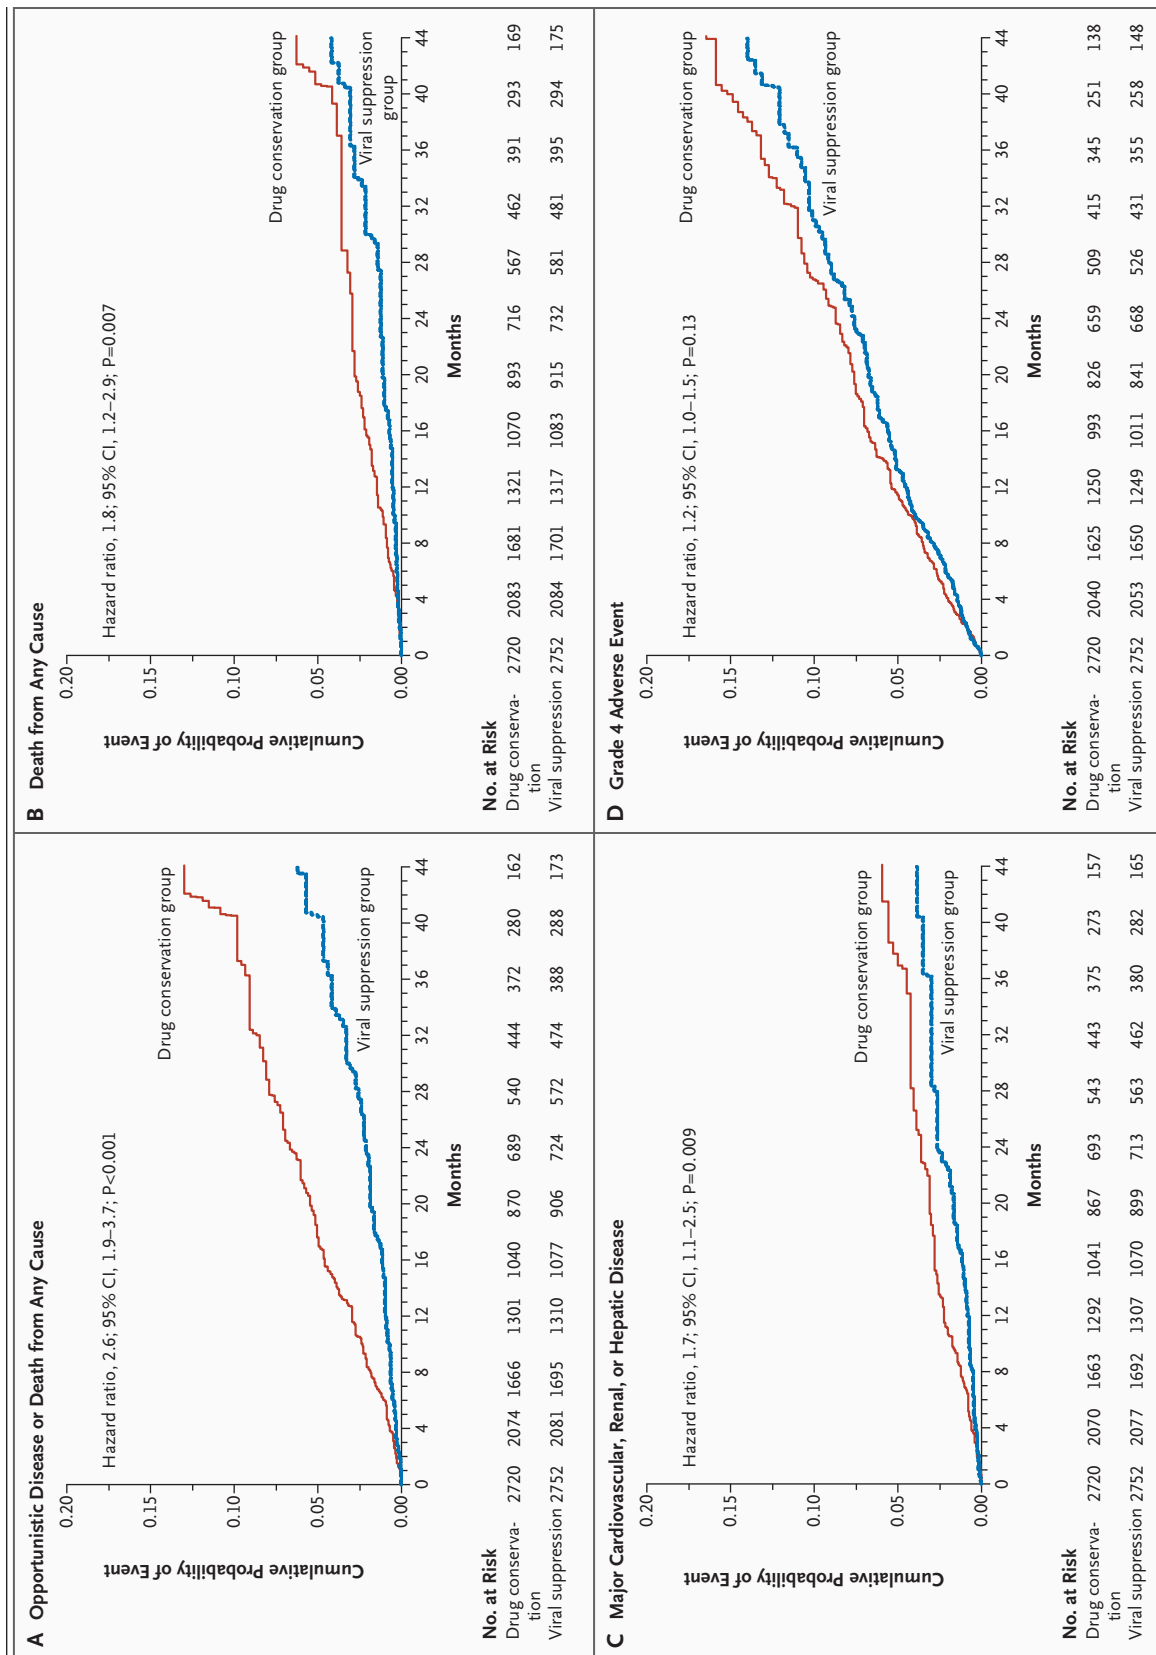 A Opportunistic Disease or Death from Any Cause
Hazard ratio, 2.6; 95% CI, 1.9–3.7; P<0.001
Cumulative Probability of Event
0.20
0.15
0.10
0.05
0.00
Drug conservation group
Viral suppression group
0 4 8 12 16 20 24 28 32 36 40 44
Months
No. at Risk
Drug conserva-
tion
2720 2074 1666 1301 1040 870 689 540 444 372 280 162
Viral suppression 2752 2081 1695 1310 1077 906 724 572 474 388 288 173
B Death from Any Cause
Hazard ratio, 1.8; 95% CI, 1.2–2.9; P=0.007
Cumulative Probability of Event
0.20
0.15
0.10
0.05
0.00
Drug conservation group
Viral suppression
group
0 4 8 12 16 20 24 28 32 36 40 44
Months
No. at Risk
Drug conserva-
tion
2720 2083 1681 1321 1070 893 716 567 462 391 293 169
Viral suppression 2752 2084 1701 1317 1083 915 732 581 481 395 294 175
C Major Cardiovascular, Renal, or Hepatic Disease
Hazard ratio, 1.7; 95% CI, 1.1–2.5; P=0.009
Cumulative Probability of Event
0.20
0.15
0.10
0.05
0.00
Drug conservation group
Viral suppression group
0 4 8 12 16 20 24 28 32 36 40 44
Months
No. at Risk
Drug conserva-
tion
2720 2070 1663 1292 1041 867 693 543 443 375 273 157
Viral suppression 2752 2077 1692 1307 1070 899 713 563 462 380 282 165
D Grade 4 Adverse Event
Hazard ratio, 1.2; 95% CI, 1.0–1.5; P=0.13
Cumulative Probability of Event
0.20
0.15
0.10
0.05
0.00
Drug conservation group
Viral suppression group
0 4 8 12 16 20 24 28 32 36 40 44
Months
No. at Risk
Drug conserva-
tion
2720 2040 1625 1250 993 826 659 509 415 345 251 138
Viral suppression 2752 2053 1650 1249 1011 841 668 526 431 355 258 148